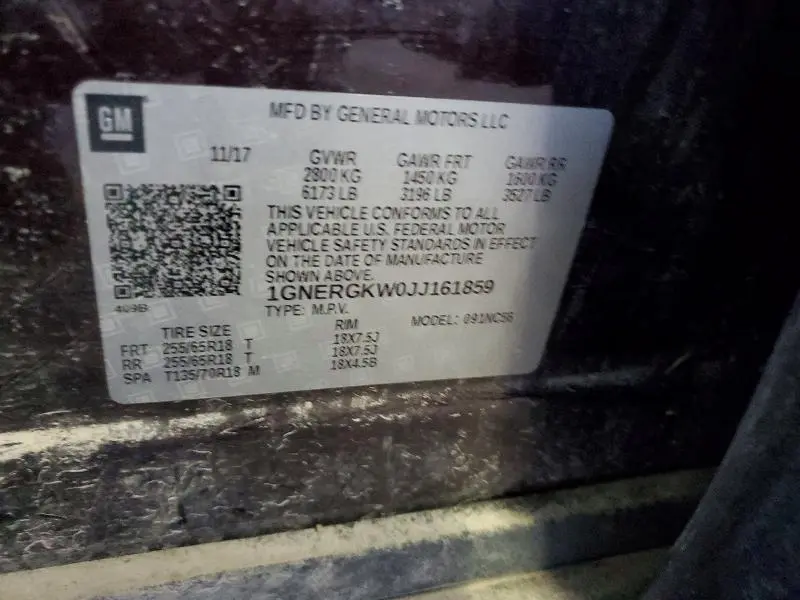 GM
MFD BY GENERAL MOTORS LLC
11/17 GVWR GAWR FRT GAWR RR
2800 KG 1450 KG 1600 KG
6173 LB 3196 LB 3527 LB
THIS VEHICLE CONFORMS TO ALL
APPLICABLE U.S. FEDERAL MOTOR
VEHICLE SAFETY STANDARDS IN EFFECT
ON THE DATE OF MANUFACTURE
SHOWN ABOVE.
1GNERGKW0JJ161859
TYPE: M.P.V. MODEL:
TIRE SIZE RIM
FRT 255/65R18 T 18X7.5J
RR 255/65R18 T 18X7.5J
SPA T135/70R18 M 18X4.5B